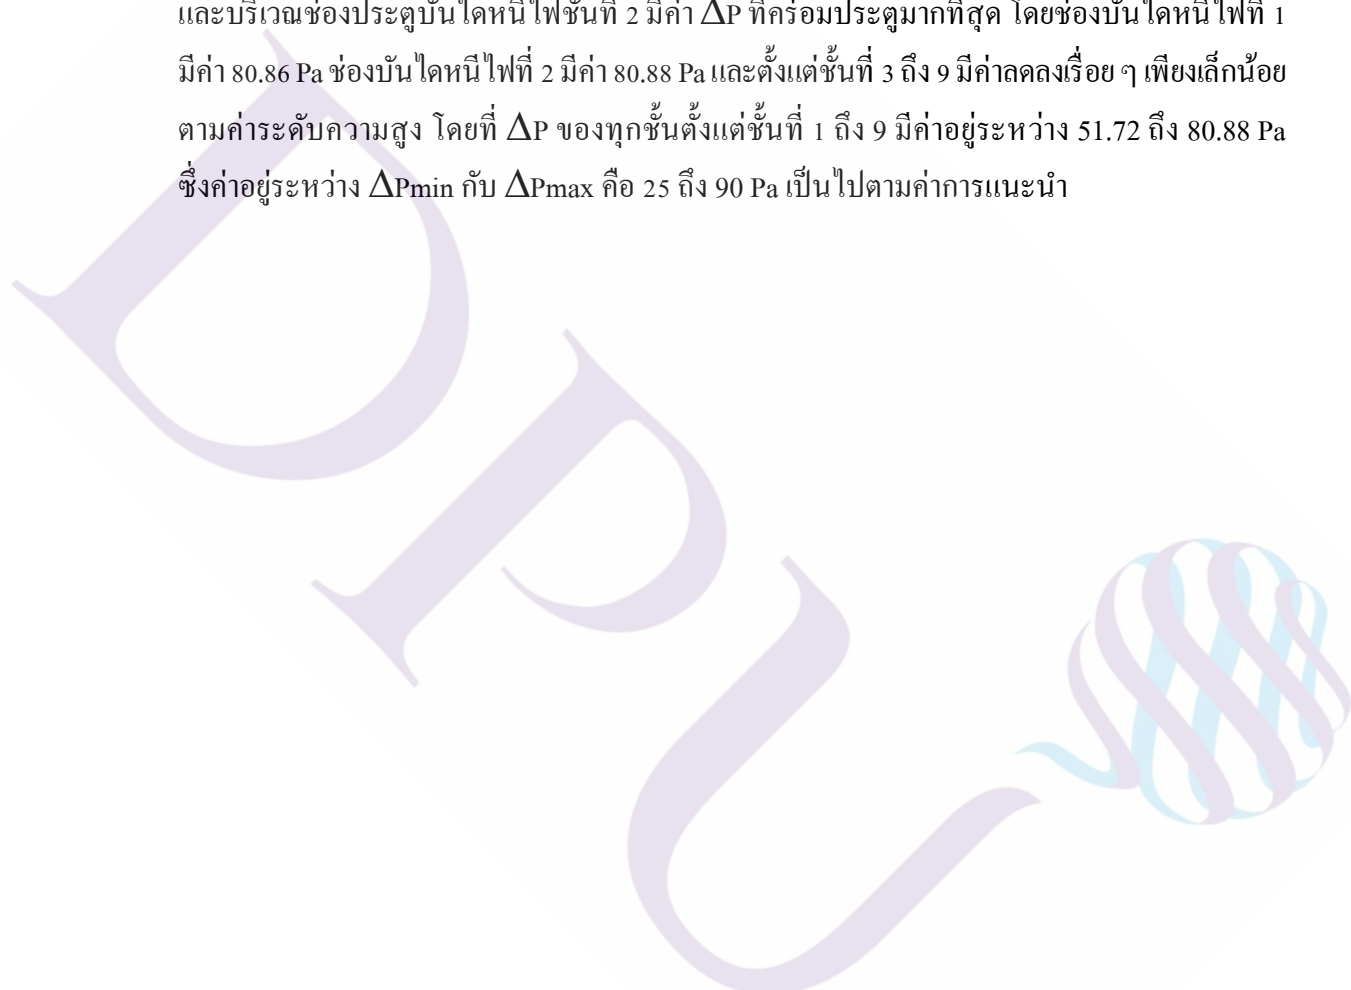 และบริเวณช่องประตูบันไดหนีไฟชั้นที่ 2 มีค่า ΔP ที่คร่อมประตูมากที่สุด โดยช่องบันไดหนีไฟที่ 1
มีค่า 80.86 Pa ช่องบันไดหนีไฟที่ 2 มีค่า 80.88 Pa และตั้งแต่ชั้นที่ 3 ถึง 9 มีค่าลดลงเรื่อย ๆ เพียงเล็กน้อย
ตามค่าระดับความสูง โดยที่ ΔP ของทุกชั้นตั้งแต่ชั้นที่ 1 ถึง 9 มีค่าอยู่ระหว่าง 51.72 ถึง 80.88 Pa
ซึ่งค่าอยู่ระหว่าง ΔPmin กับ ΔPmax คือ 25 ถึง 90 Pa เป็นไปตามค่าการแนะนำ
DPU